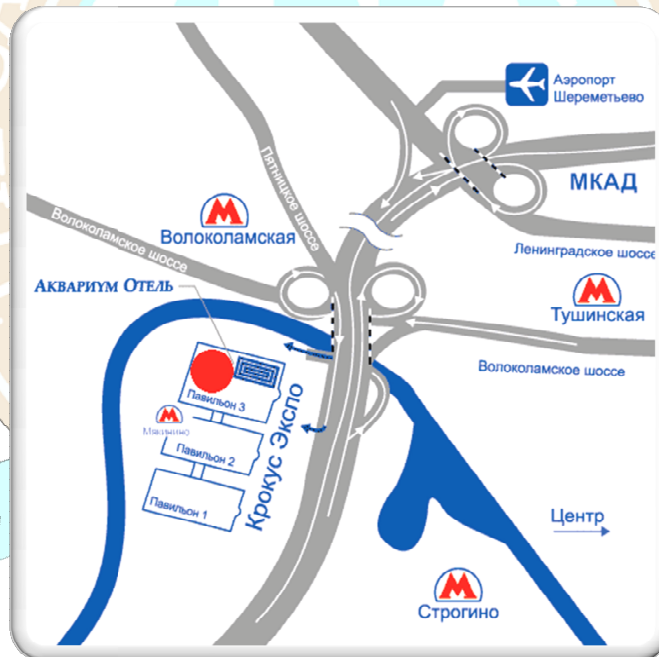 Аэропорт
Шереметьево
МКАД
Пятницкое шоссе
Волоколамская
Волоколамское шоссе
Ленинградское шоссе
Аквариум Отель
Тушинская
Волоколамское шоссе
Павильон 3
Мякинино
Павильон 2
Павильон 1
Крокус Экспо
Центр
Строгино